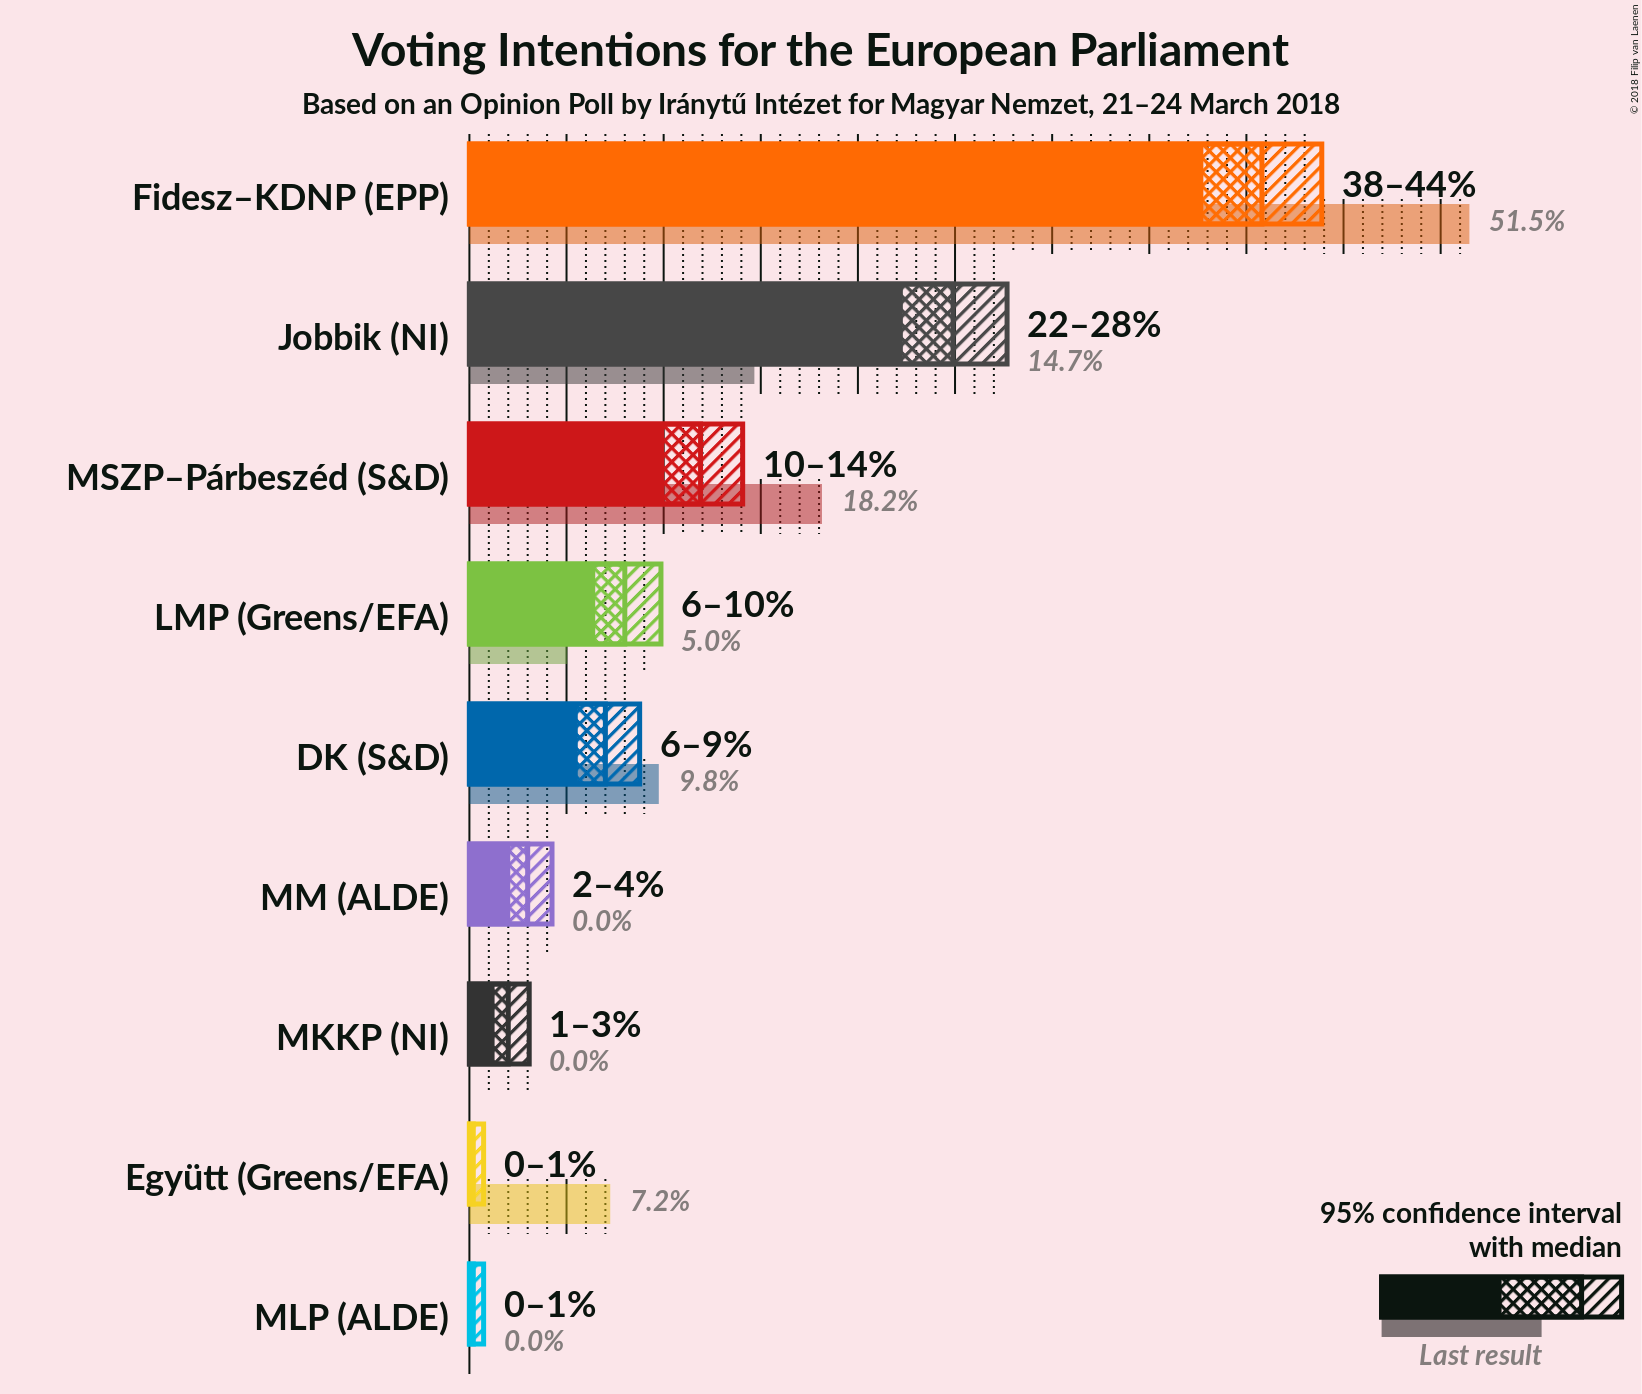 Voting Intentions for the European Parliament
Based on an Opinion Poll by Iránytű Intézet for Magyar Nemzet, 21–24 March 2018
© 2018 Filip van Laenen
Fidesz–KDNP (EPP)
38–44%
51.5%
Jobbik (NI)
22–28%
14.7%
MSZP–Párbeszéd (S&D)
10–14%
18.2%
LMP (Greens/EFA)
6–10%
5.0%
DK (S&D)
6–9%
9.8%
MM (ALDE)
2–4%
0.0%
MKKP (NI)
1–3%
0.0%
Együtt (Greens/EFA)
0–1%
7.2%
MLP (ALDE)
0–1%
0.0%
95% confidence interval
with median
Last result